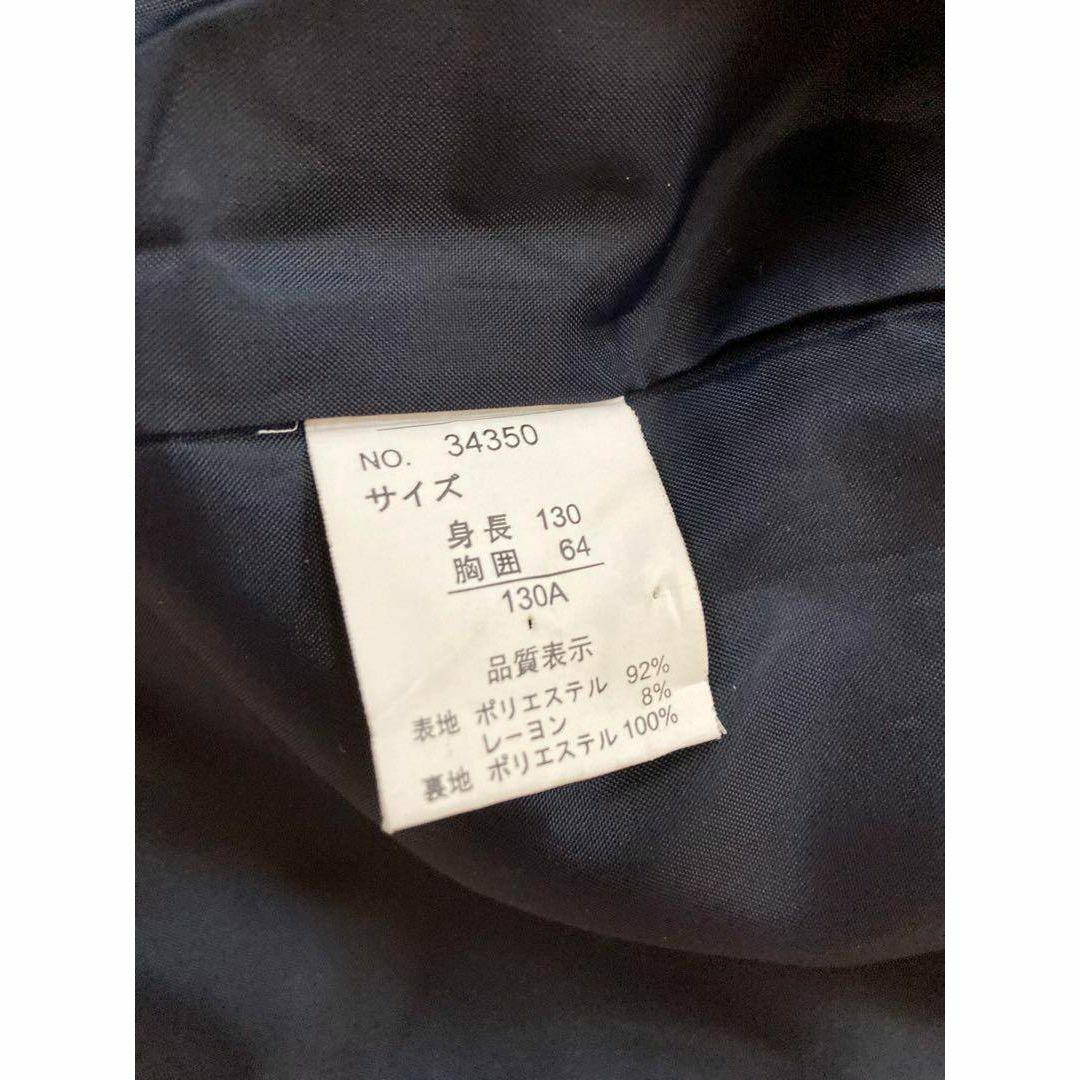 NO. 34350
サイズ
身長 130
胸囲 64
130A
品質表示
表地 ポリエステル 92%
レーヨン 8%
裏地 ポリエステル 100%